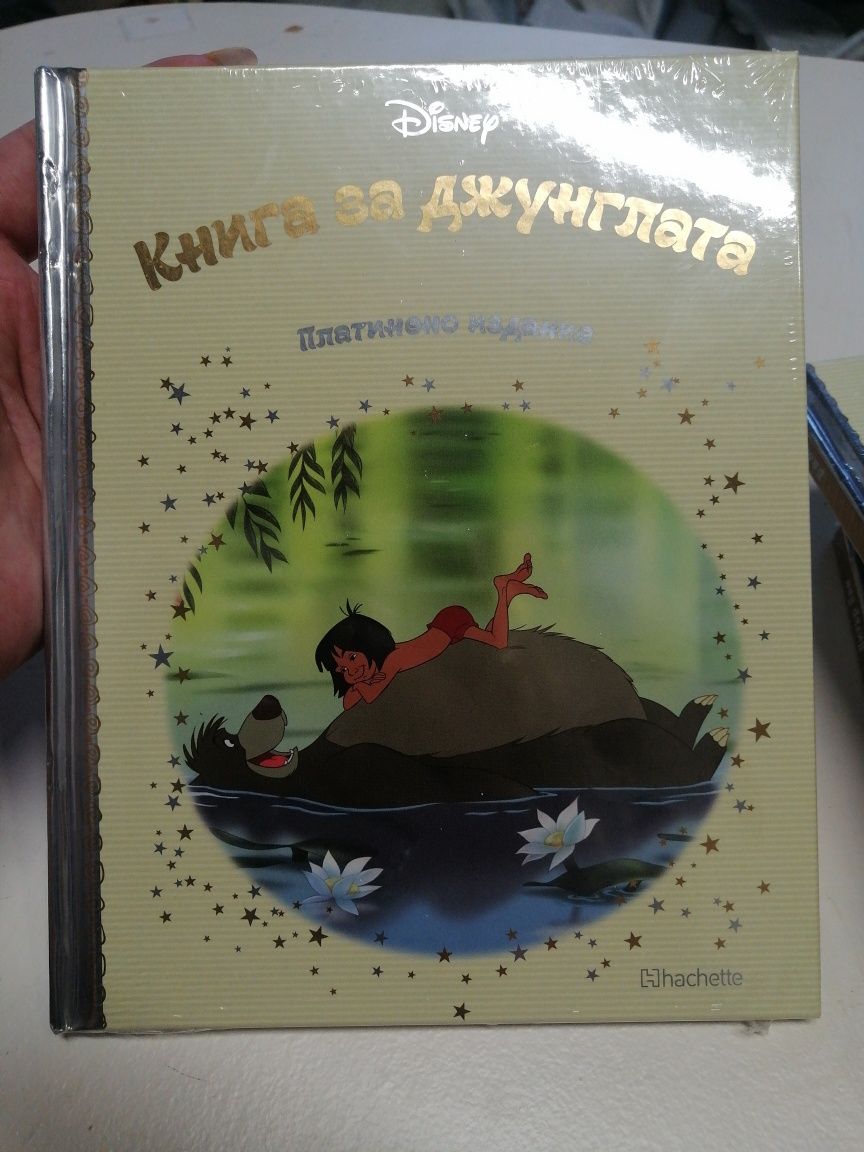 Disney
Книга за джунглата
Платинено издание
hachette